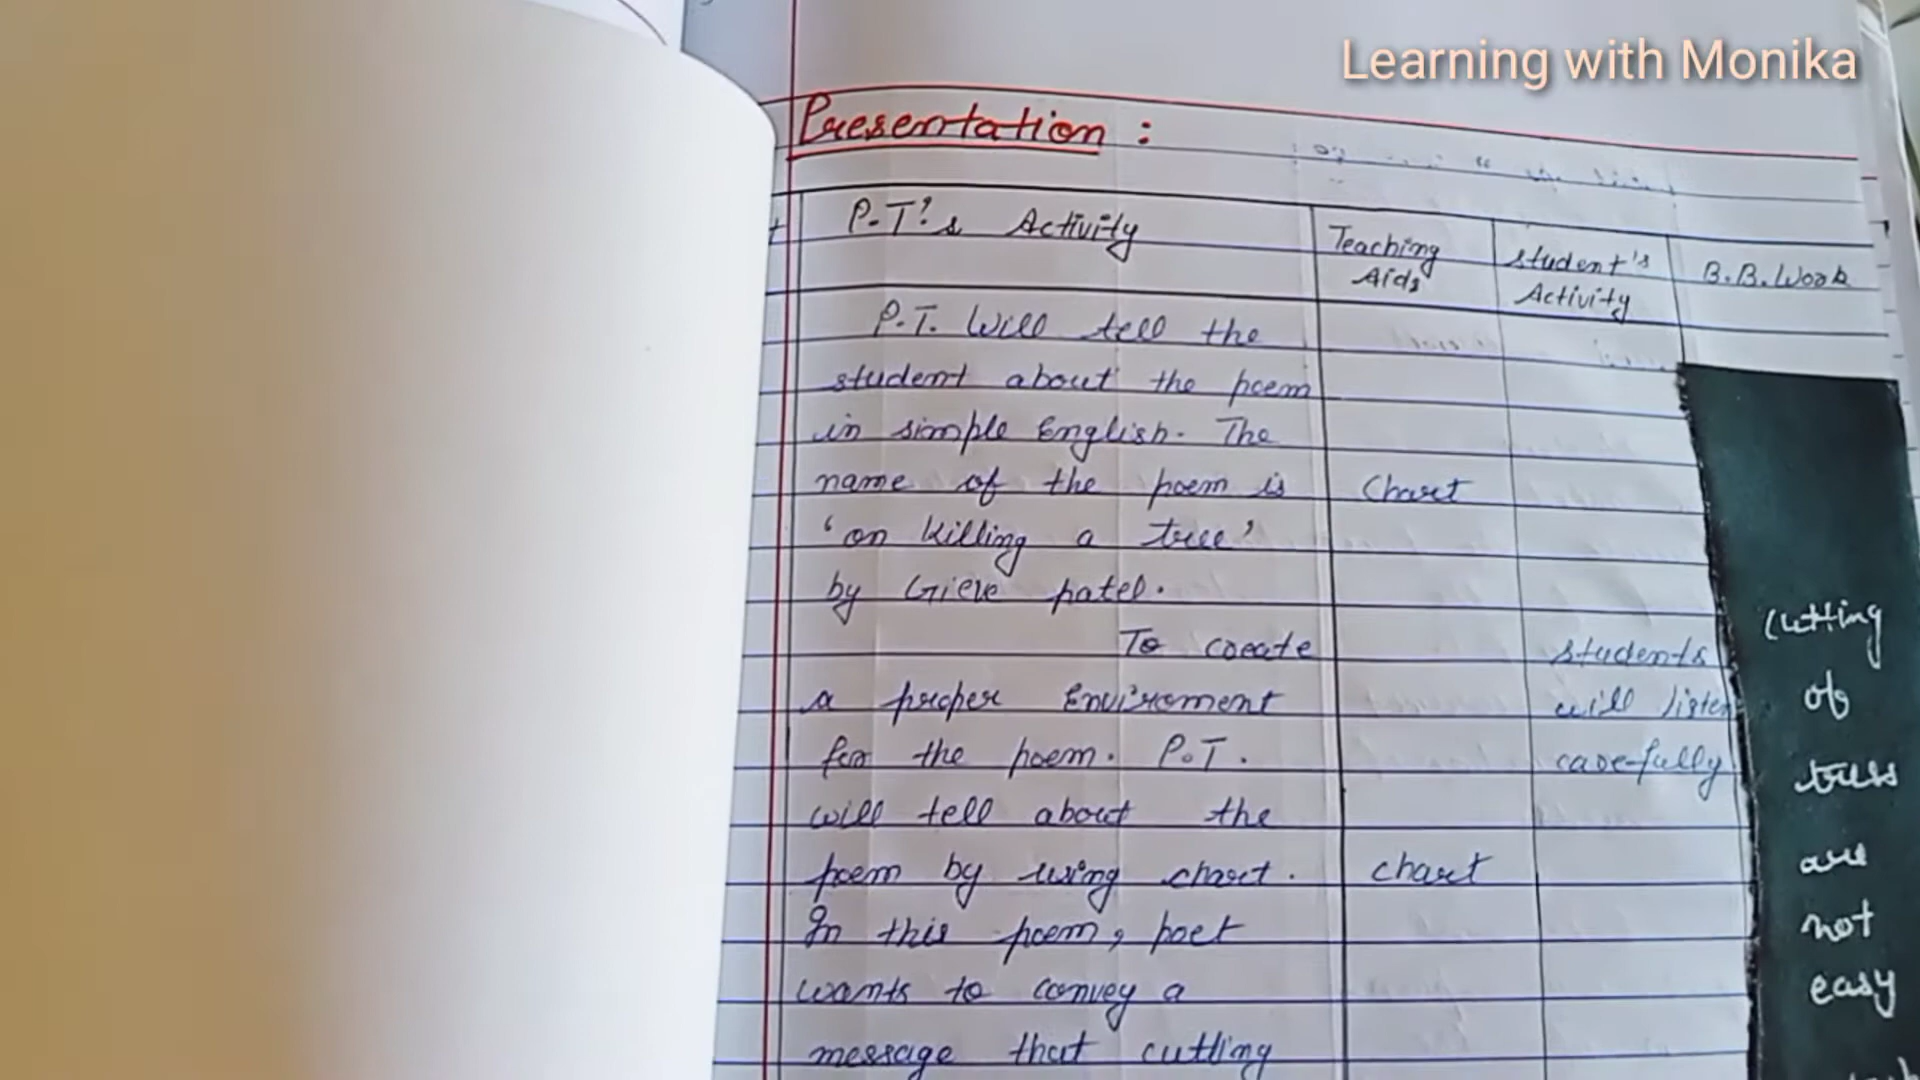 Learning with Monika
Presentation :
P.T's Activity
Teaching
Aids
Student's
Activity
B.B. Work
P.T. Will tell the
student about the poem
in simple English. The
name of the poem is
Chart
'on killing a tree'
by Gieve patel.
To create
a proper Enviroment
for the poem. P.T.
will tell about the
poem by using chart.
chart
In this poem, poet
wants to convey a
message that cutting
students
will listen
carefully
Cutting
of
trees
are
not
easy